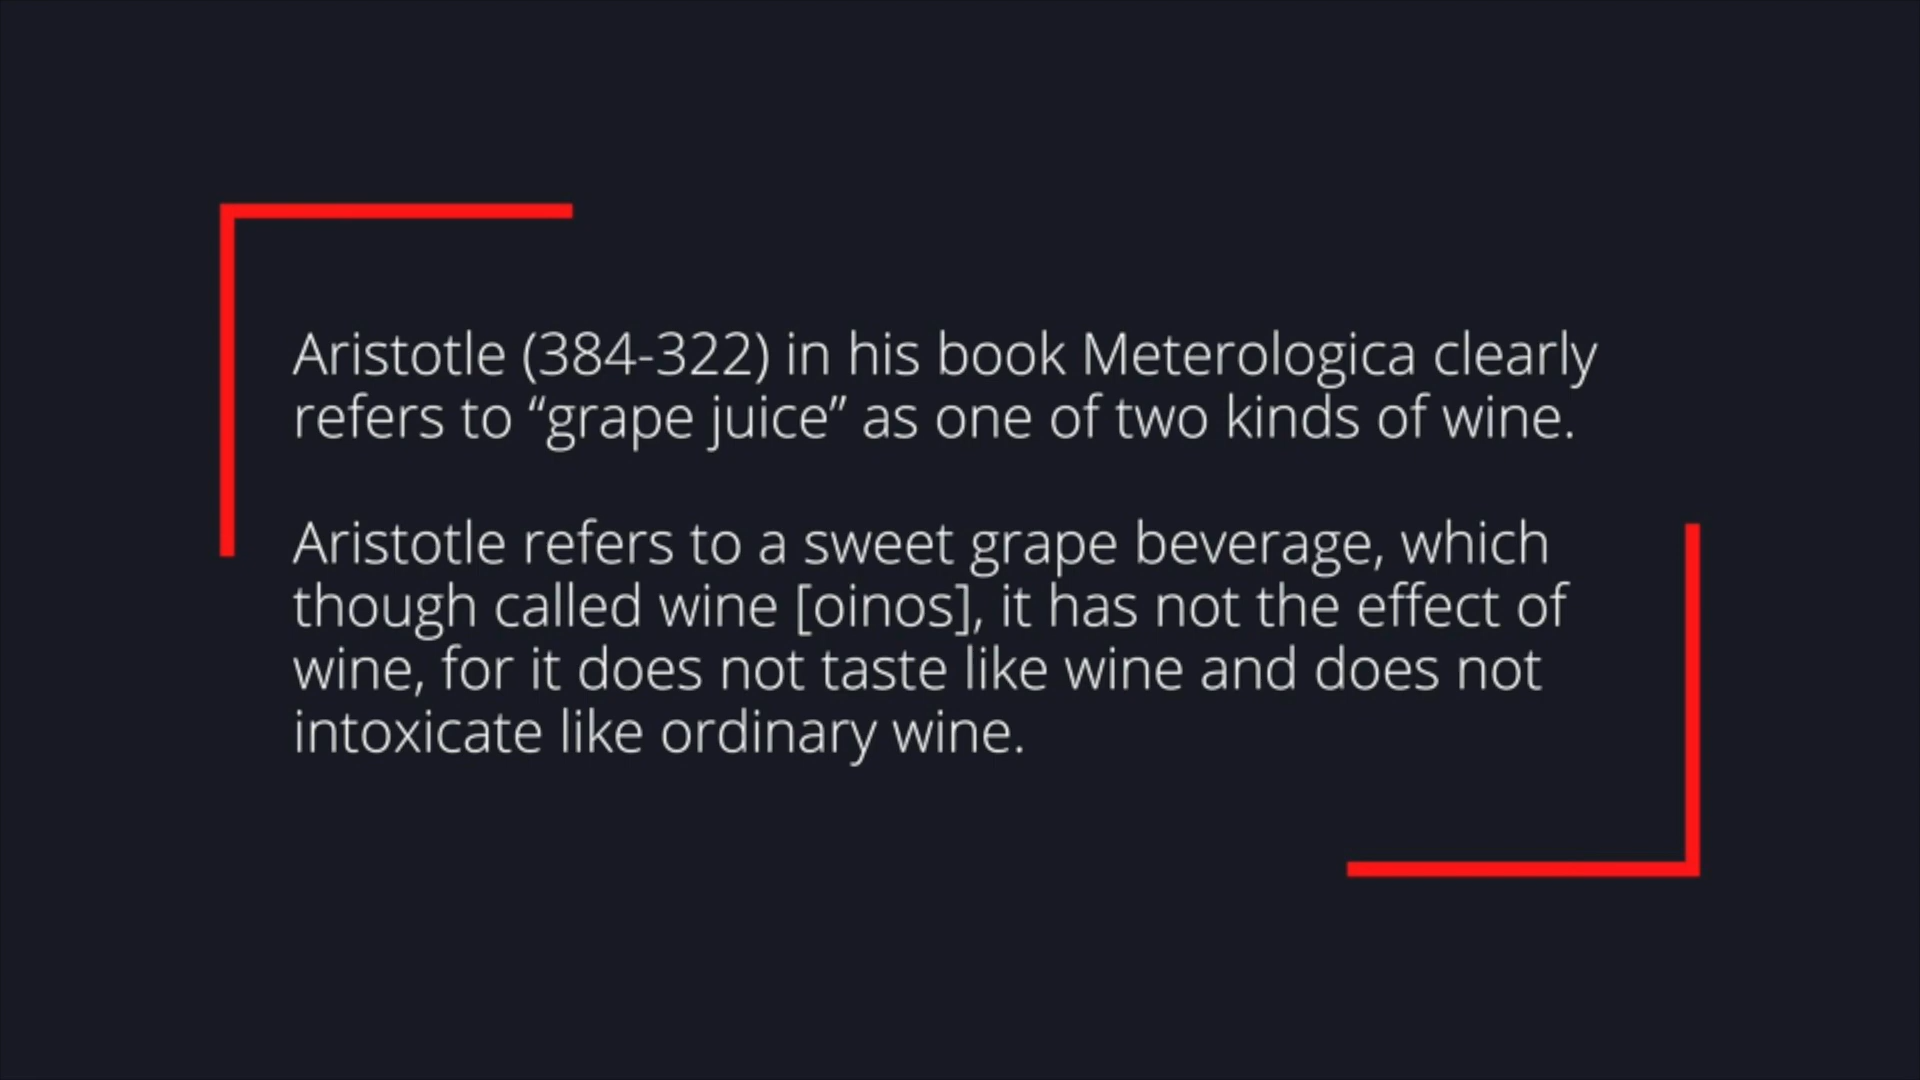 Aristotle (384-322) in his book Meterologica clearly
refers to “grape juice” as one of two kinds of wine.
Aristotle refers to a sweet grape beverage, which
though called wine [oinos], it has not the effect of
wine, for it does not taste like wine and does not
intoxicate like ordinary wine.